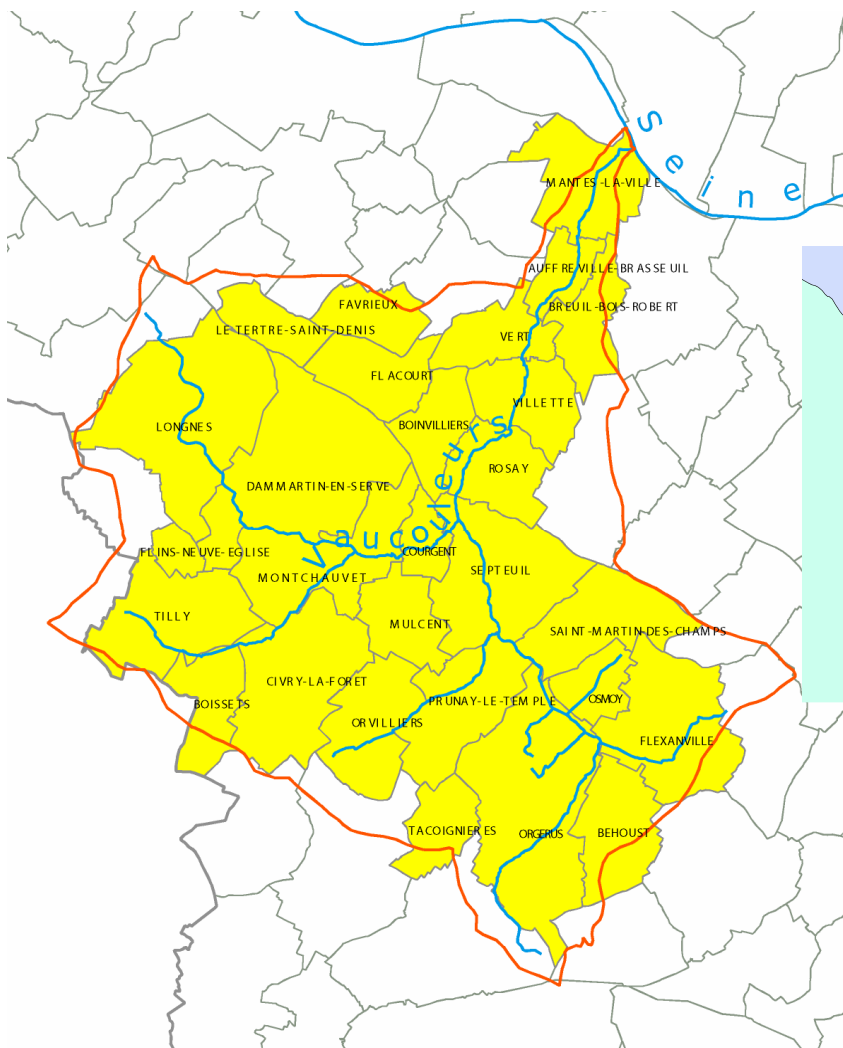 Seine
MANTES-LA-VILLE
AUFFREVILLE-BRASSEUIL
BREUIL-BOIS-ROBERT
FAVRIEUX
LE-TERTRE-SAINT-DENIS
VERT
FLACOURT
VILLETTE
LONGNES
BOINVILLIERS
ROSAY
DAMMARTIN-EN-SERVE
Vaucouleurs
FLINS-NEUVE-EGLISE
COURGENT
MONTCHAUVET
SEPTEUIL
TILLY
MULCENT
SAINT-MARTIN-DES-CHAMPS
CIVRY-LA-FORET
BOISSETS
PRUNAY-LE-TEMPLE
OSMOY
ORVILLIERS
FLEXANVILLE
TACOIGNIERES
ORGERUS
BEHOUST